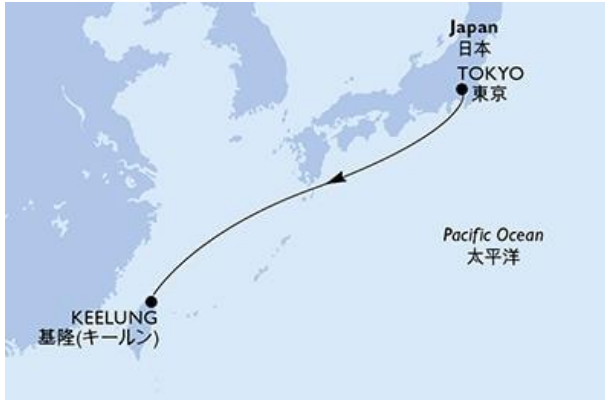 Japan
日本
TOKYO
東京
Pacific Ocean
太平洋
KEELUNG
基隆(キールン)